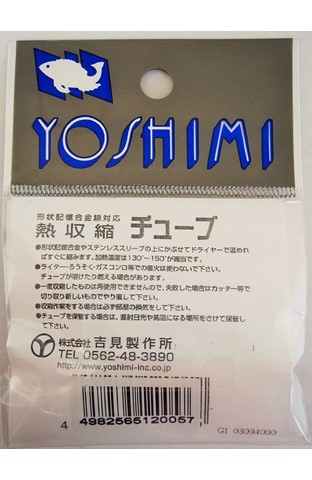 YOSHIMI
形状記憶合金線対応
熱収縮 チューブ
●形状記憶合金やステンレススリーブの上にかぶせてドライヤーで温めれ
ばすぐに縮みます。加熱温度は130°~150°が適当です。
●ライター・ろうそく・ガスコンロ等での直火は使わないで下さい。
チューブが溶けたり燃える場合があります。
●一度収縮したものは再使用できませんので、失敗した場合はカッター等で
切り取り新しいものでやり直して下さい。
●収縮作業をする場合は必ず部屋の換気をして下さい。
●チューブを保管する場合は、直射日光や高温になる場所をさけて保管し
て下さい。
株式会社 吉見製作所
TEL 0562-48-3890
http://www.yoshimi-inc.co.jp
4 982565 120057
GI 03094000